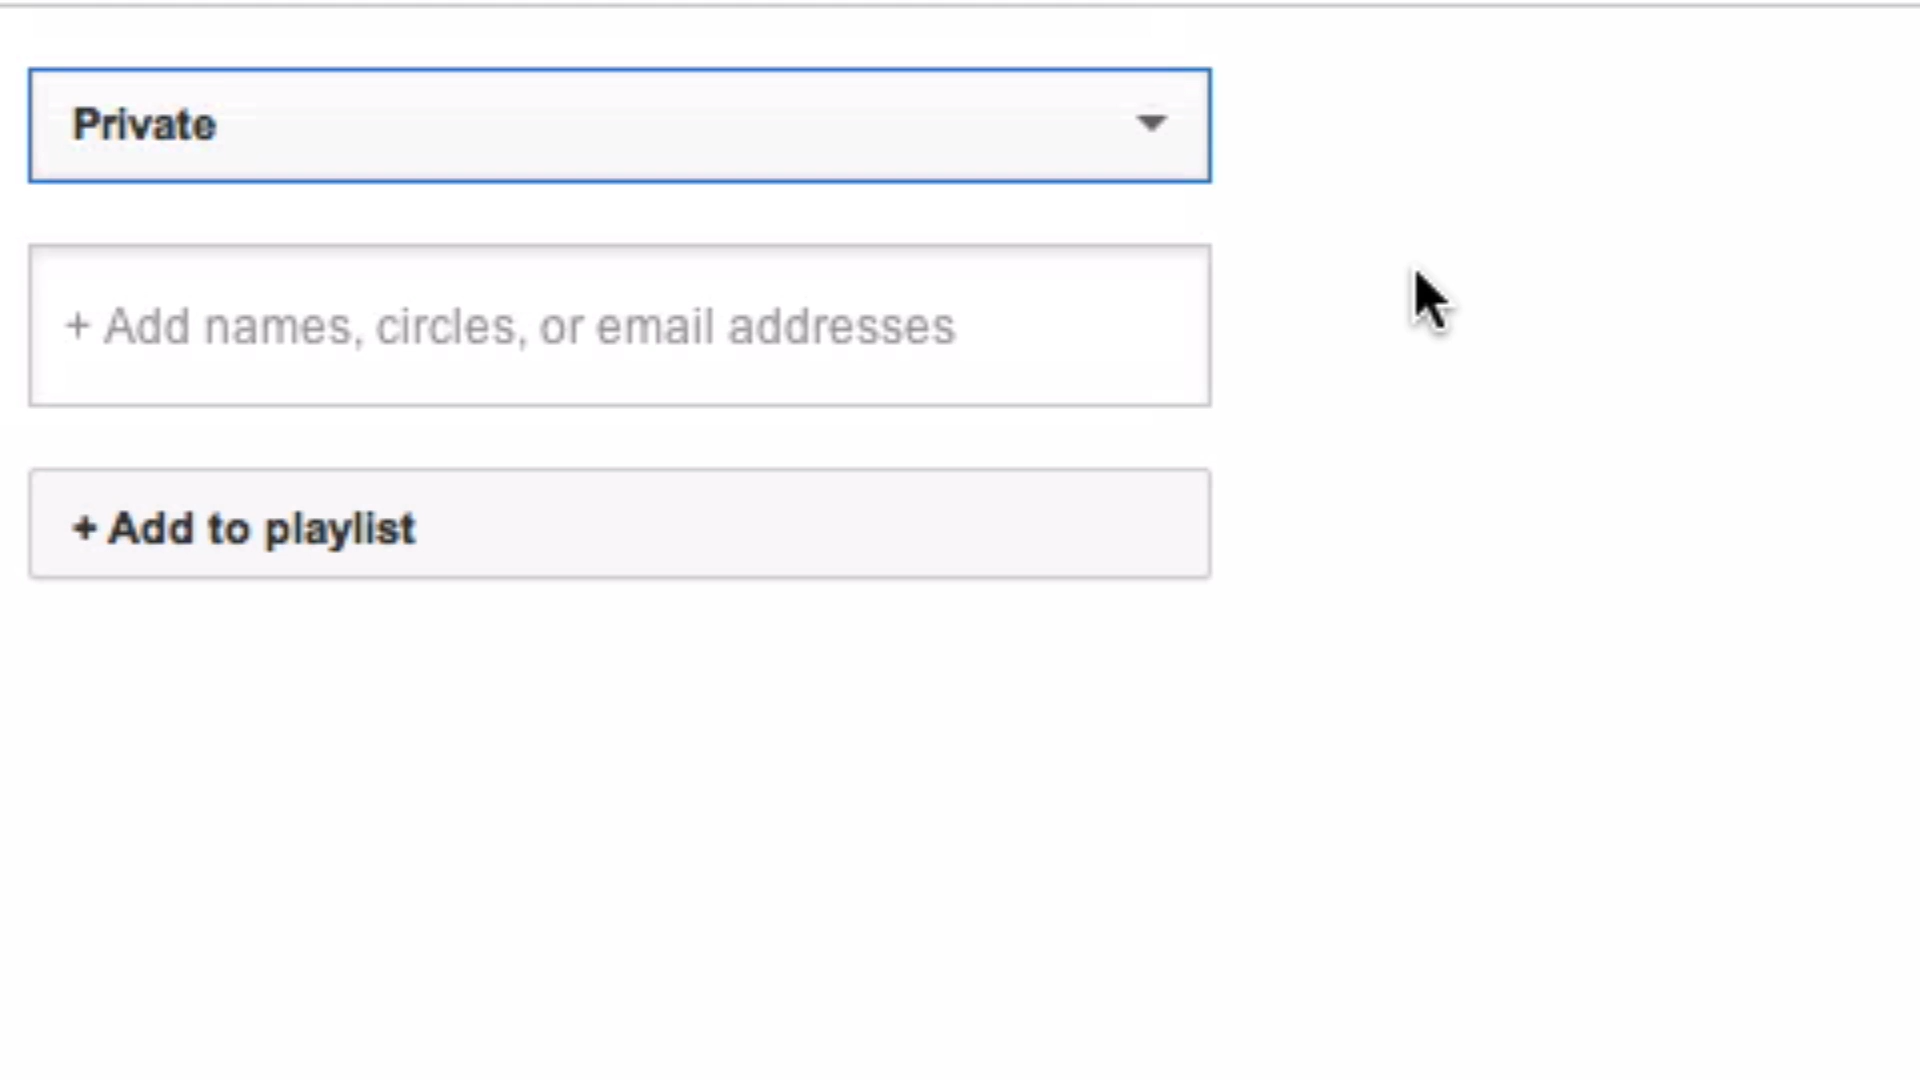 Private
+ Add names, circles, or email addresses
+ Add to playlist